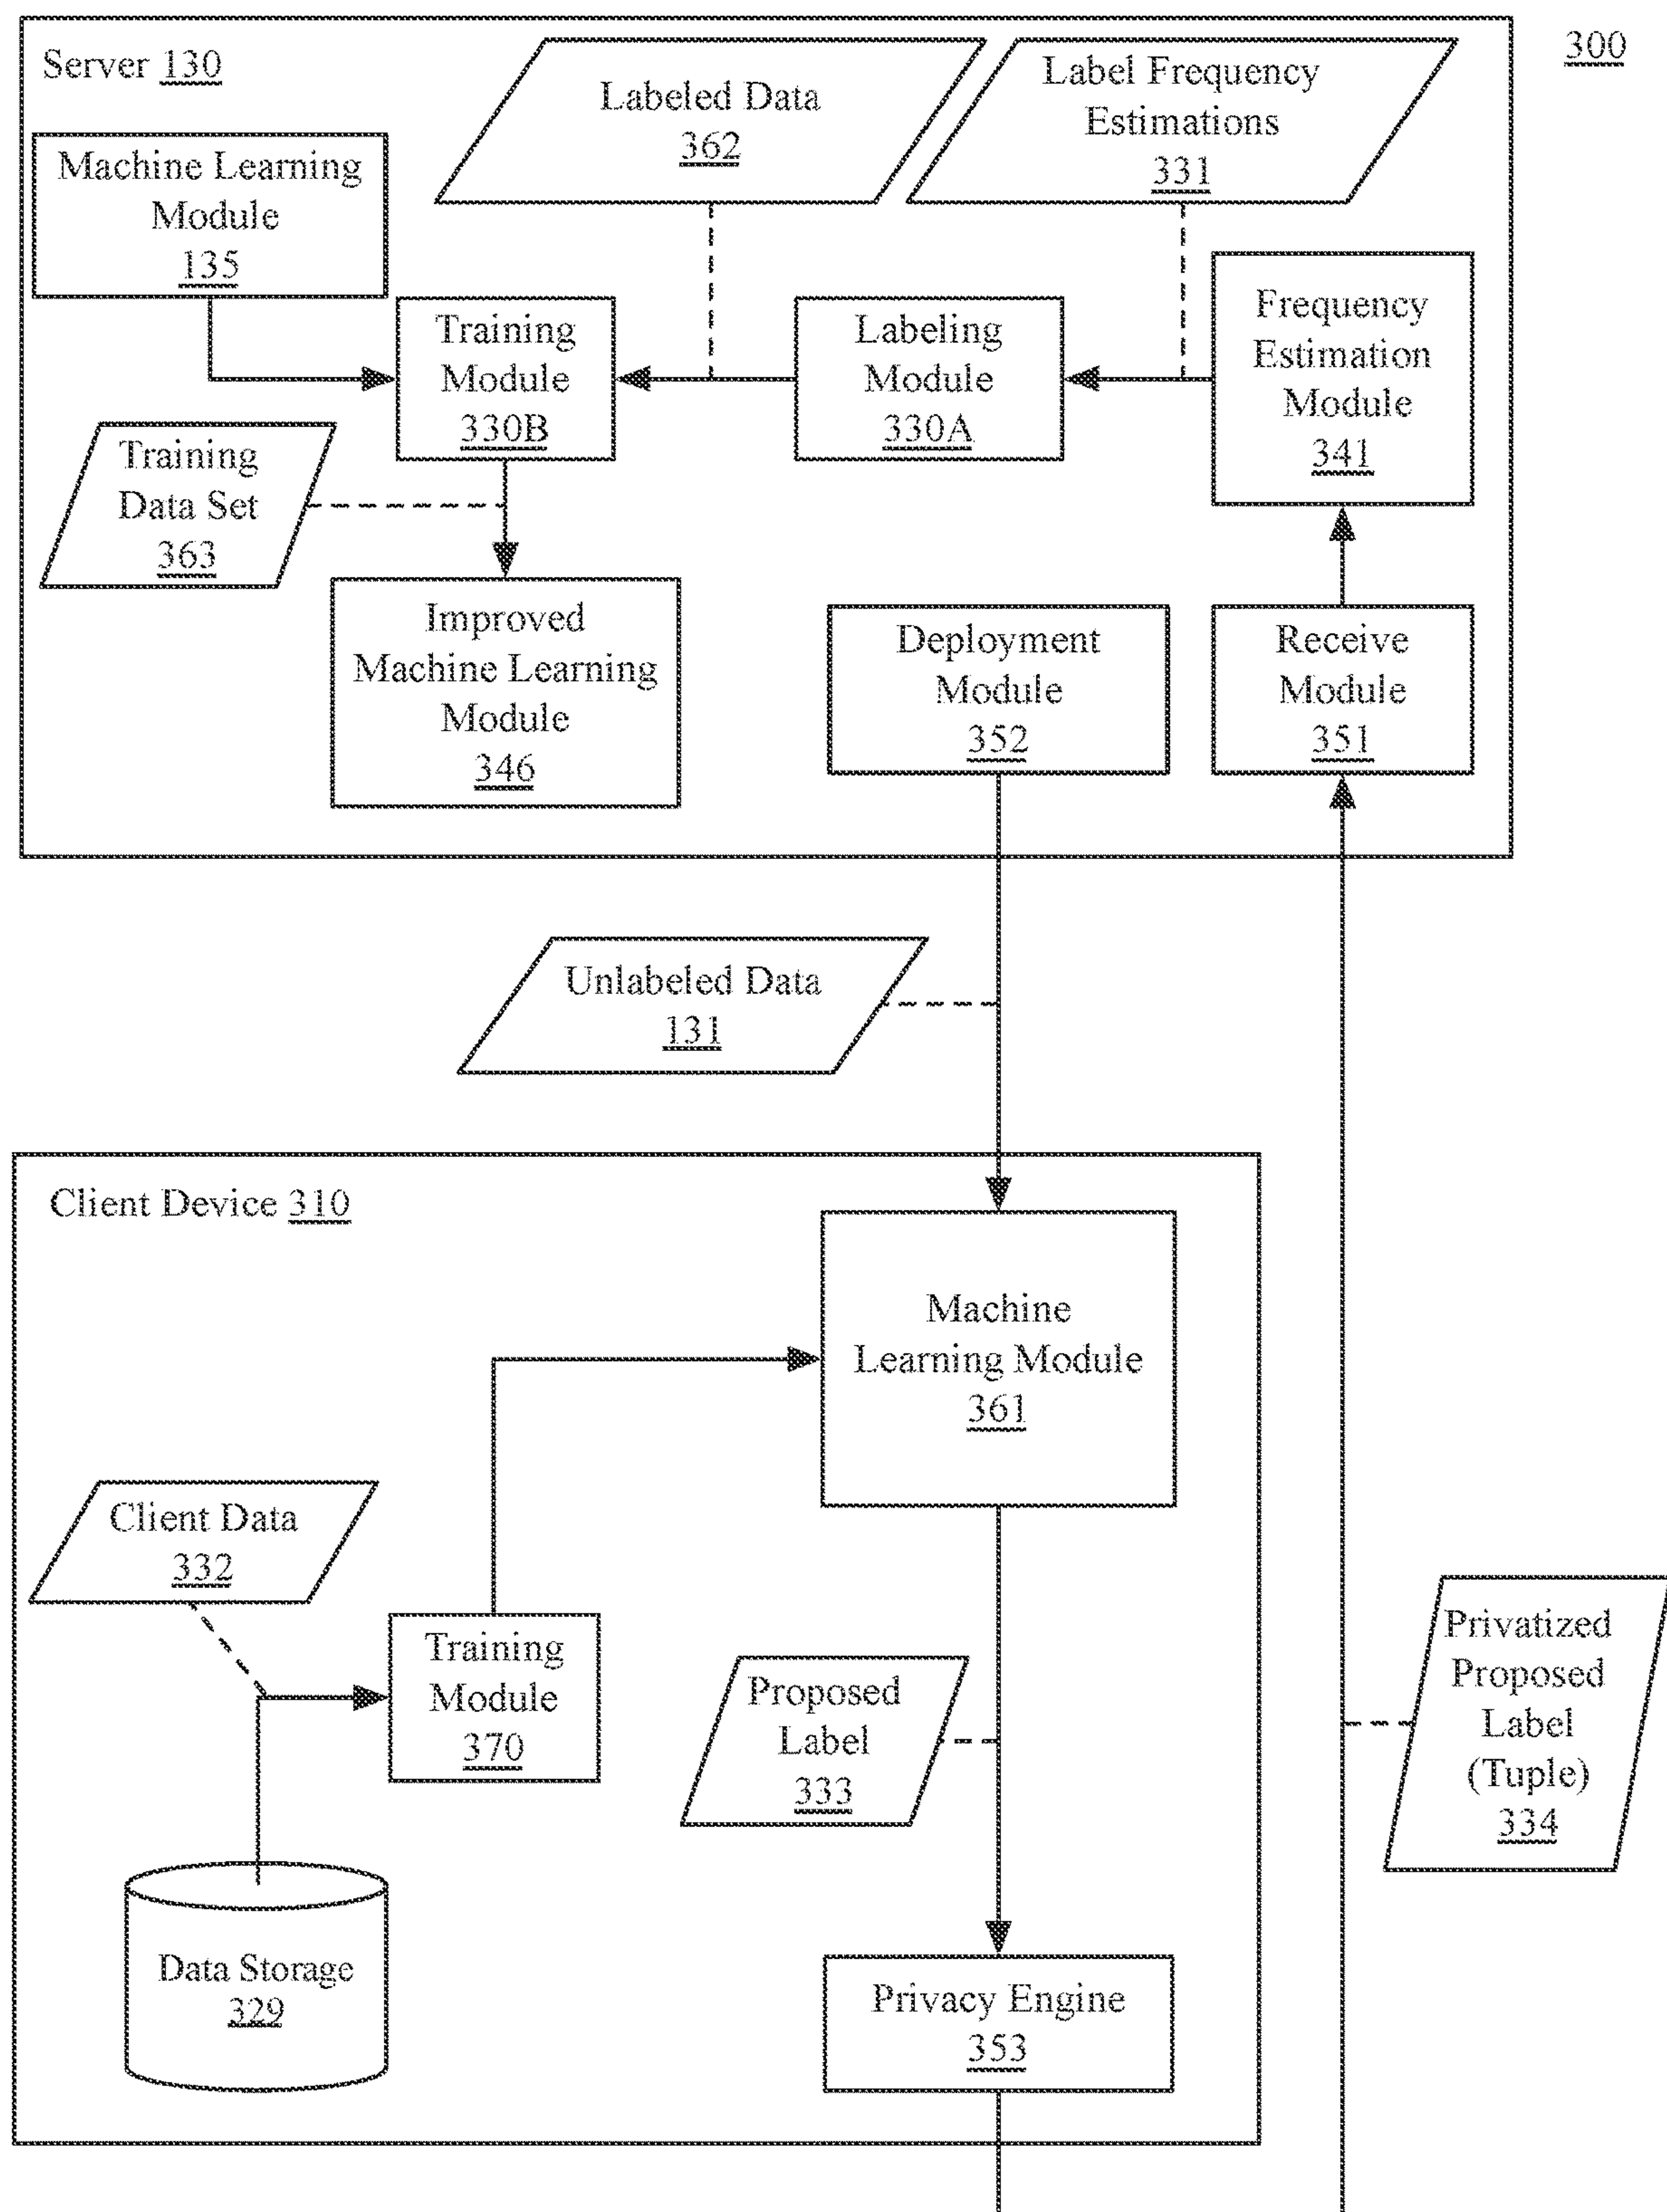 300
Server 130
Labeled Data
362
Label Frequency
Estimations
331
Machine Learning
Module
135
Training
Module
330B
Labeling
Module
330A
Frequency
Estimation
Module
341
Training
Data Set
363
Improved
Machine Learning
Module
346
Deployment
Module
352
Receive
Module
351
Unlabeled Data
131
Client Device 310
Machine
Learning Module
361
Client Data
332
Training
Module
370
Proposed
Label
333
Privatized
Proposed
Label
(Tuple)
334
Data Storage
329
Privacy Engine
353